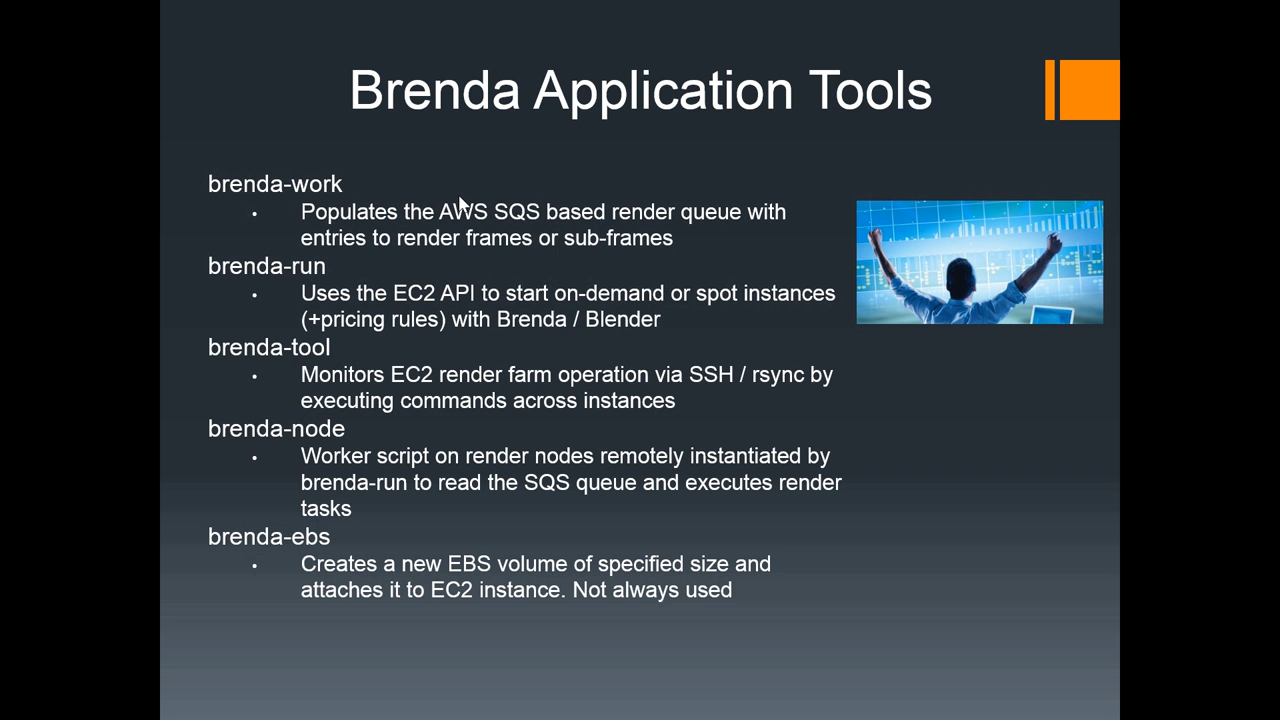 Brenda Application Tools
brenda-work
• Populates the AWS SQS based render queue with
entries to render frames or sub-frames
brenda-run
• Uses the EC2 API to start on-demand or spot instances
(+pricing rules) with Brenda / Blender
brenda-tool
• Monitors EC2 render farm operation via SSH / rsync by
executing commands across instances
brenda-node
• Worker script on render nodes remotely instantiated by
brenda-run to read the SQS queue and executes render
tasks
brenda-ebs
• Creates a new EBS volume of specified size and
attaches it to EC2 instance. Not always used